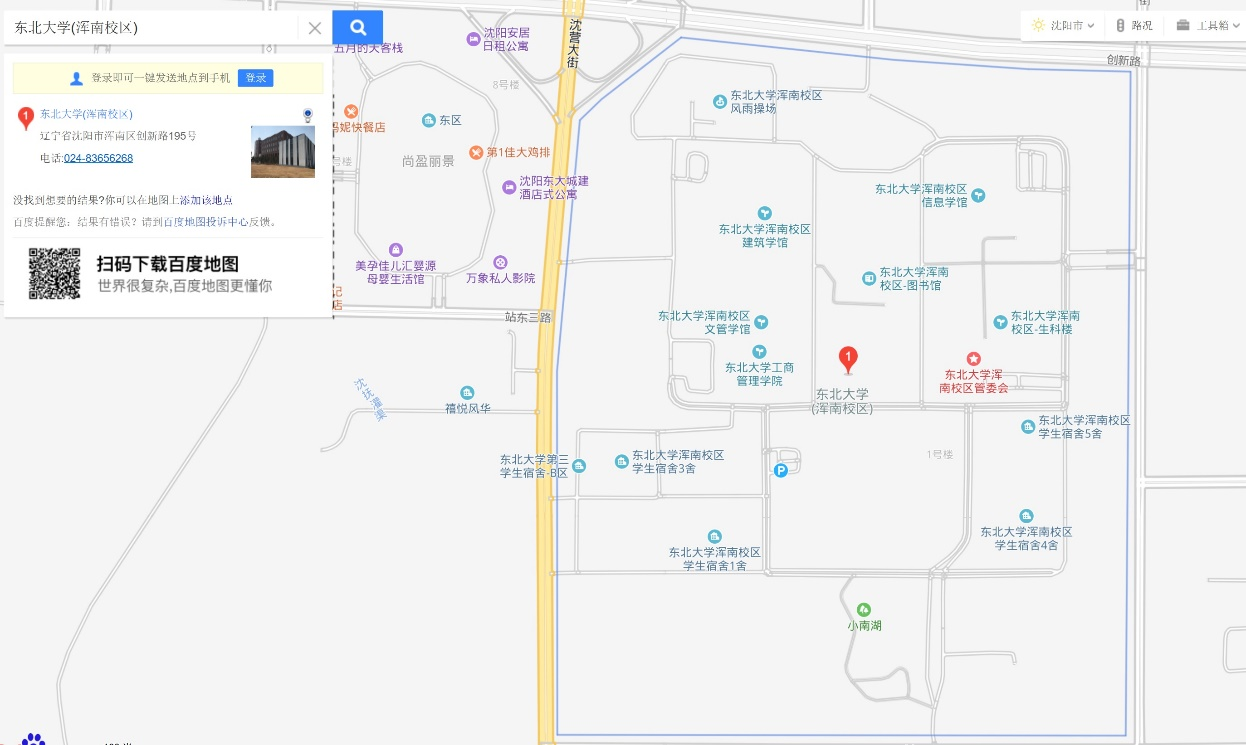 东北大学(浑南校区)
沈阳市
路况
工具箱
登录即可一键发送地点到手机
登录
1
东北大学(浑南校区)
辽宁省沈阳市浑南区创新路195号
电话:024-83656268
没找到想要的结果?你可以在地图上添加该地点
百度提醒您：结果有错误？请到百度地图投诉中心反馈。
扫码下载百度地图
世界很复杂,百度地图更懂你
五月的大客栈
沈阳安居
日租公寓
沈营大街
创新路
8号楼
妈妮快餐店
东区
尚盈丽景
第1佳大鸡排
号楼
沈阳东大城建
酒店式公寓
美孕佳儿汇婴源
母婴生活馆
万象私人影院
店
站东三路
沈抚灌渠
禧悦风华
东北大学浑南校区
风雨操场
东北大学浑南校区
信息学馆
东北大学浑南校区
建筑学馆
东北大学浑南
校区-图书馆
东北大学浑南校区
文管学馆
东北大学浑南
校区-生科楼
东北大学工商
管理学院
1
东北大学
(浑南校区)
东北大学浑
南校区管委会
东北大学浑南校区
学生宿舍5舍
东北大学第三
学生宿舍-B区
东北大学浑南校区
学生宿舍3舍
P
1号楼
东北大学浑南校区
学生宿舍1舍
东北大学浑南校区
学生宿舍4舍
小南湖